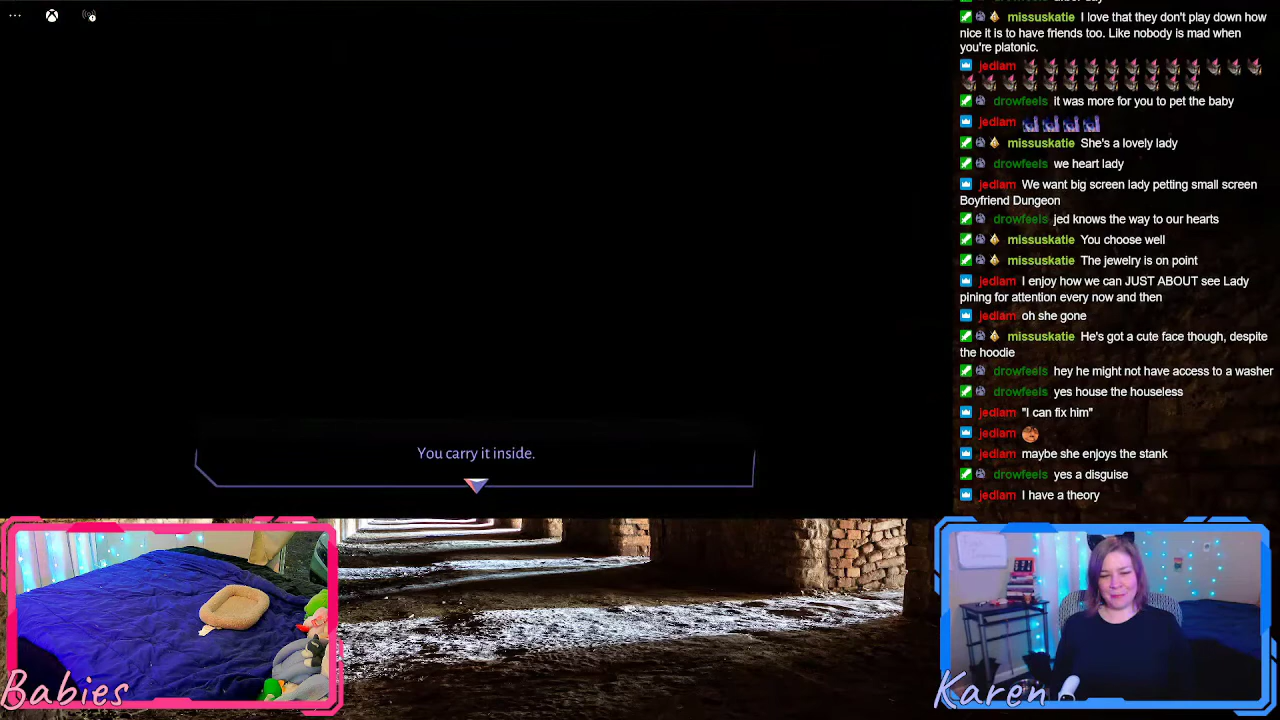 missuskatie I love that they don't play down how
nice it is to have friends too. Like nobody is mad when
you're platonic.
jedlam
drowfeels it was more for you to pet the baby
jedlam
missuskatie She's a lovely lady
drowfeels we heart lady
jedlam We want big screen lady petting small screen
Boyfriend Dungeon
drowfeels jed knows the way to our hearts
missuskatie You choose well
missuskatie The jewelry is on point
jedlam I enjoy how we can JUST ABOUT see Lady
pining for attention every now and then
jedlam oh she gone
missuskatie He's got a cute face though, despite
the hoodie
drowfeels hey he might not have access to a washer
drowfeels yes house the houseless
jedlam "I can fix him"
jedlam
jedlam maybe she enjoys the stank
drowfeels yes a disguise
jedlam I have a theory
You carry it inside.
Babies
Karen